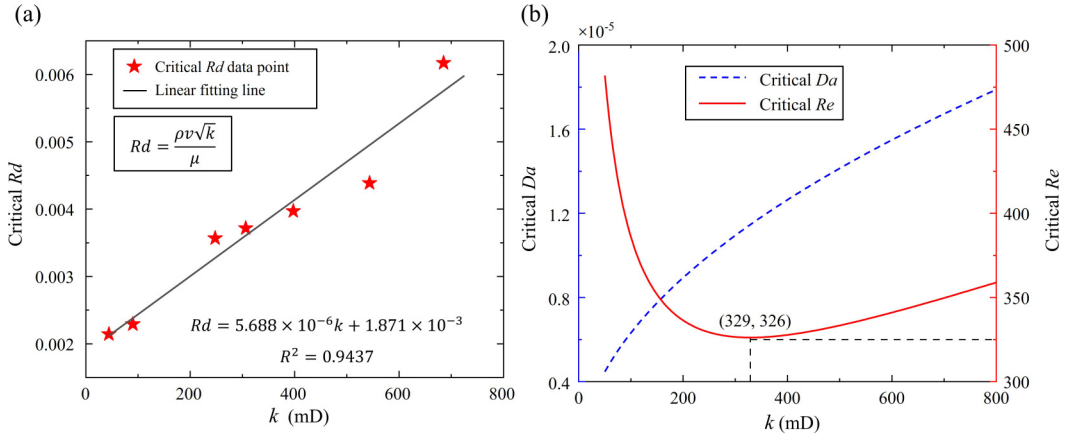 (a)
Critical Rd
0.006
0.005
0.004
0.003
0.002
Critical Rd data point
Linear fitting line
Rd = ρv√k / μ
Rd = 5.688 × 10⁻⁶k + 1.871 × 10⁻³
R² = 0.9437
0 200 400 600 800
k (mD)
(b)
×10⁻⁵
Critical Da
2.0
1.6
1.2
0.8
0.4
Critical Da
Critical Re
(329, 326)
500
450
400
350
300
Critical Re
0 200 400 600 800
k (mD)